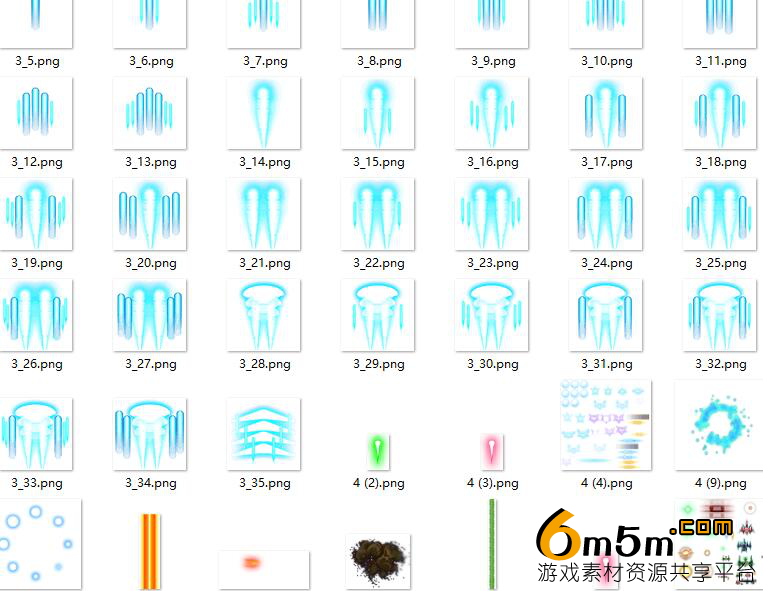 3_5.png 3_6.png 3_7.png 3_8.png 3_9.png 3_10.png 3_11.png
3_12.png 3_13.png 3_14.png 3_15.png 3_16.png 3_17.png 3_18.png
3_19.png 3_20.png 3_21.png 3_22.png 3_23.png 3_24.png 3_25.png
3_26.png 3_27.png 3_28.png 3_29.png 3_30.png 3_31.png 3_32.png
3_33.png 3_34.png 3_35.png 4 (2).png 4 (3).png 4 (4).png 4 (9).png
6m5m.com
游戏素材资源共享平台